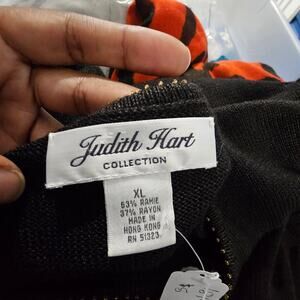 Judith Hart
COLLECTION
XL
63% RAMIE
37% RAYON
MADE IN
HONG KONG
RN 51323